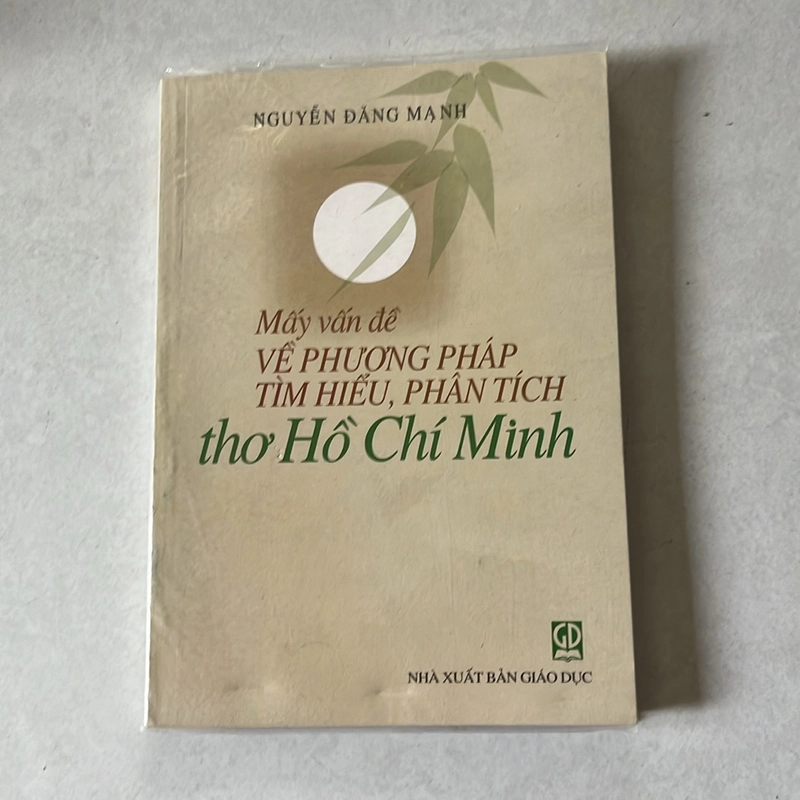 NGUYỄN ĐĂNG MẠNH
Mấy vấn đề
VỀ PHƯƠNG PHÁP
TÌM HIỂU, PHÂN TÍCH
thơ Hồ Chí Minh
GD
NHÀ XUẤT BẢN GIÁO DỤC